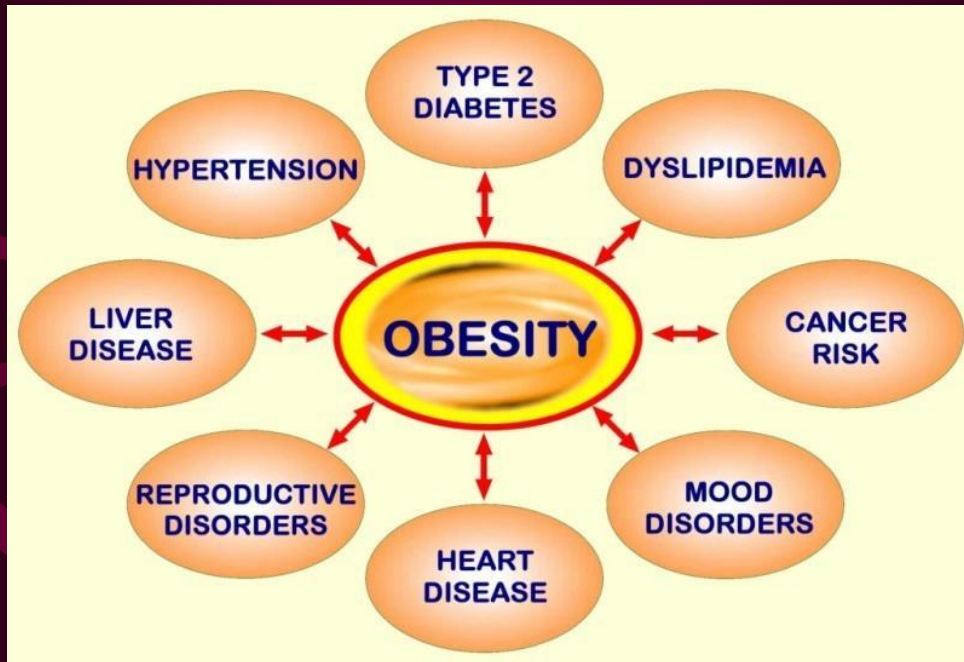 TYPE 2
DIABETES
HYPERTENSION
DYSLIPIDEMIA
LIVER
DISEASE
OBESITY
CANCER
RISK
REPRODUCTIVE
DISORDERS
MOOD
DISORDERS
HEART
DISEASE